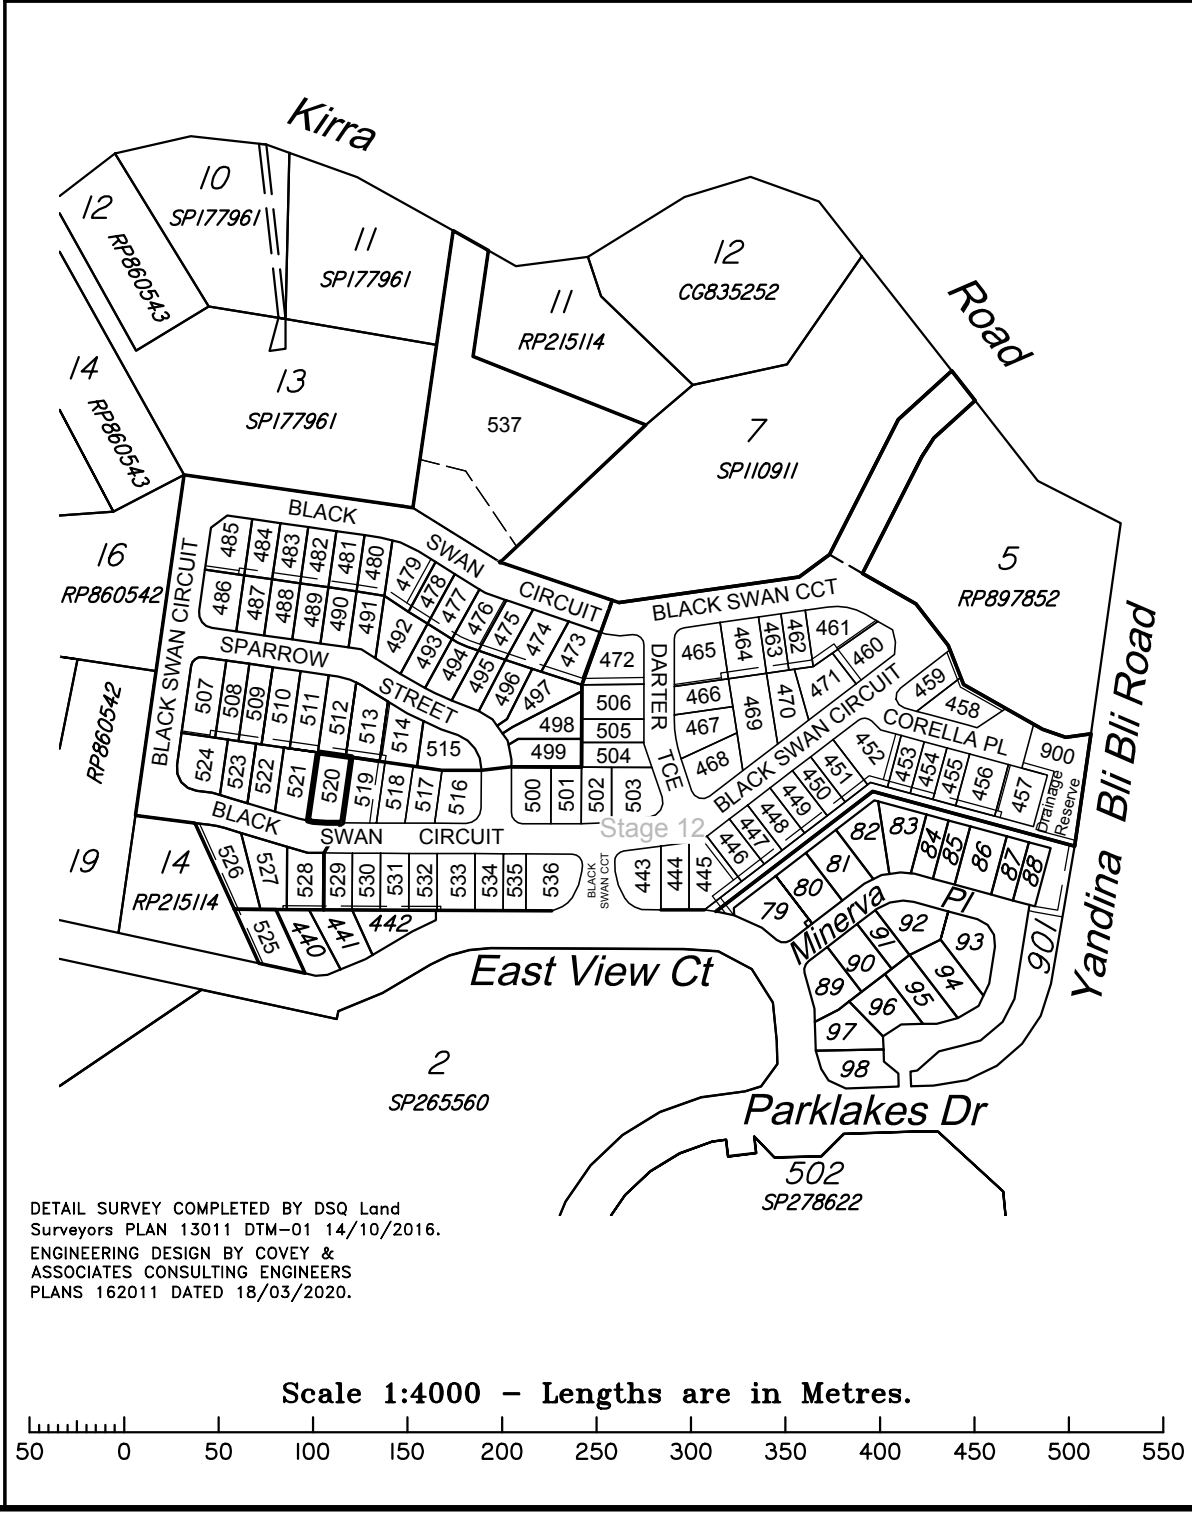 Kirra
10
SP177961
12
RP860543
11
SP177961
12
CG835252
11
RP215114
Road
14
RP860543
13
SP177961
537
7
SP110911
BLACK
SWAN
CIRCUIT
485
484
483
482
481
480
479
478
477
476
475
474
473
16
RP860542
5
RP897852
BLACK SWAN CCT
486
487
488
489
490
491
492
493
494
495
496
497
498
499
BLACK SWAN CIRCUIT
SPARROW
STREET
472
506
505
504
DARTER
TCE
465
464
463
462
461
460
466
467
468
469
470
471
459
458
CORELLA PL
900
Drainage
Reserve
Yandina Bli Bli Road
RP860542
507
508
509
510
511
512
513
514
515
524
523
522
521
520
519
518
517
516
500
501
502
503
BLACK SWAN CIRCUIT
452
453
454
455
456
457
451
450
449
448
447
446
BLACK
SWAN
CIRCUIT
Stage 12
19
14
RP215114
526
527
528
529
530
531
532
533
534
535
536
BLACK
SWAN CCT
443
444
445
525
440
441
442
79
80
81
82
83
84
85
86
87
88
Minerva
Pl
East View Ct
89
90
91
92
93
94
95
96
97
98
901
2
SP265560
Parklakes Dr
502
SP278622
DETAIL SURVEY COMPLETED BY DSQ Land
Surveyors PLAN 13011 DTM-01 14/10/2016.
ENGINEERING DESIGN BY COVEY &
ASSOCIATES CONSULTING ENGINEERS
PLANS 162011 DATED 18/03/2020.
Scale 1:4000 - Lengths are in Metres.
50 0 50 100 150 200 250 300 350 400 450 500 550